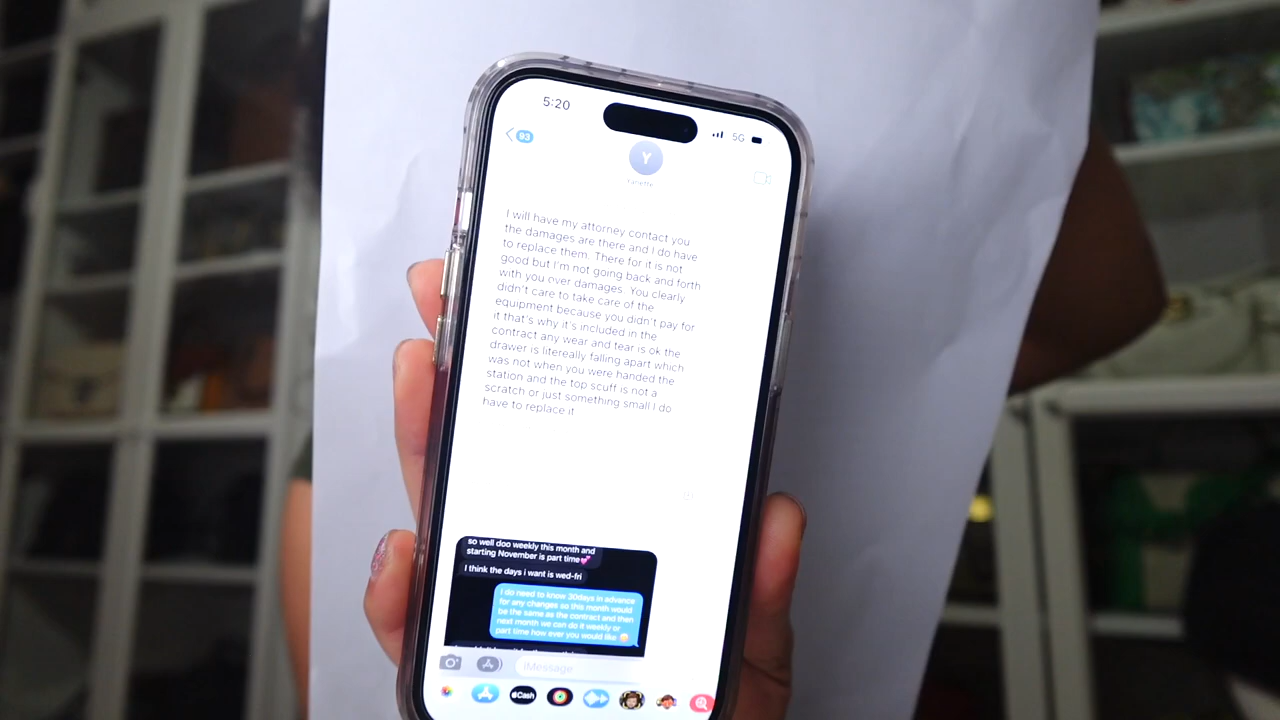 5:20
5G
93
Y
Yanette
I will have my attorney contact you
the damages are there and I do have
to replace them. There for it is not
good but I'm not going back and forth
with you over damages. You clearly
didn't care to take care of the
equipment because you didn't pay for
it that's why it's included in the
contract any wear and tear is ok the
drawer is litereally falling apart which
was not when you were handed the
station and the top scuff is not a
scratch or just something small I do
have to replace it
so well doo weekly this month and
starting November is part time💕
I think the days i want is wed-fri
I do need to know 30days in advance
for any changes so this month would
be the same as the contract and then
next month we can do it weekly or
part time how ever you would like 😊
iMessage
Cash